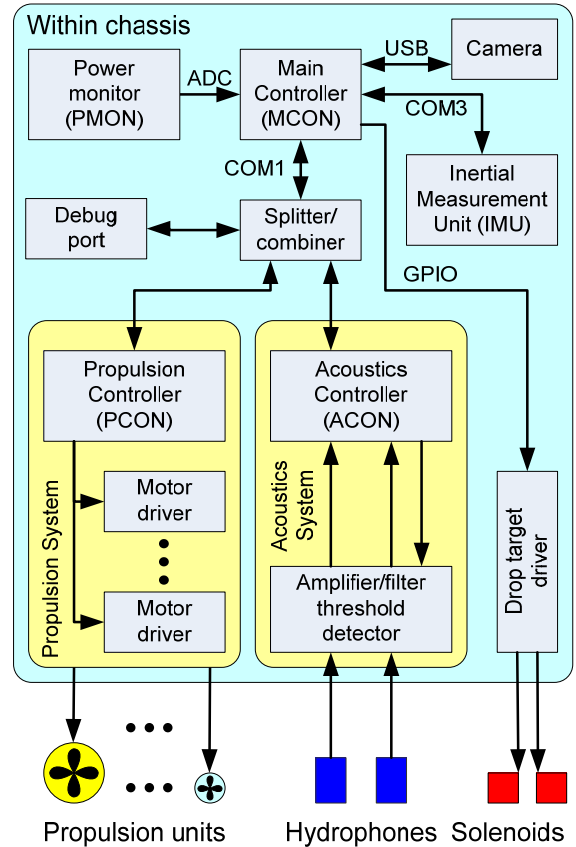 Within chassis
Power
monitor
(PMON)
ADC
Main
Controller
(MCON)
USB
Camera
COM3
Inertial
Measurement
Unit (IMU)
COM1
Debug
port
Splitter/
combiner
GPIO
Propulsion
Controller
(PCON)
Acoustics
Controller
(ACON)
Propulsion System
Motor
driver
Motor
driver
Acoustics
System
Amplifier/filter
threshold
detector
Drop target
driver
Propulsion units
Hydrophones
Solenoids